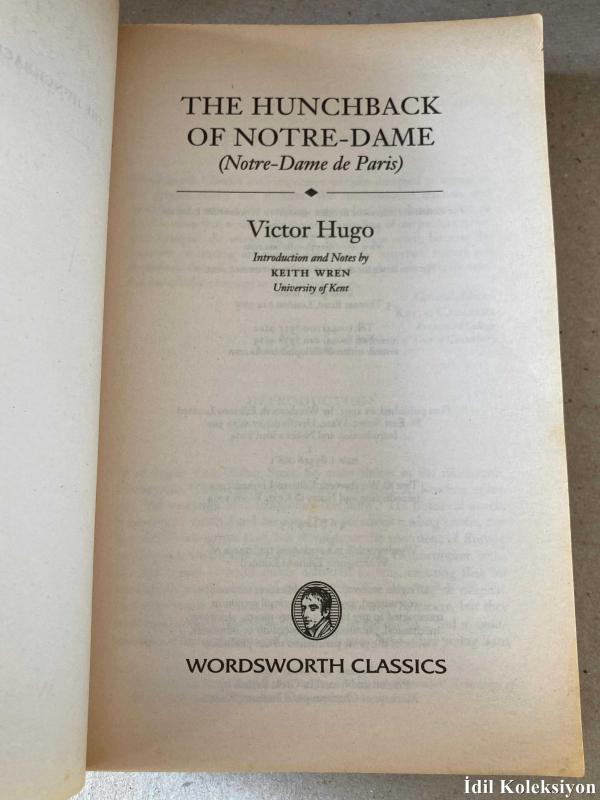 THE HUNCHBACK
OF NOTRE-DAME
(Notre-Dame de Paris)
Victor Hugo
Introduction and Notes by
KEITH WREN
University of Kent
WORDSWORTH CLASSICS
İdil Koleksiyon